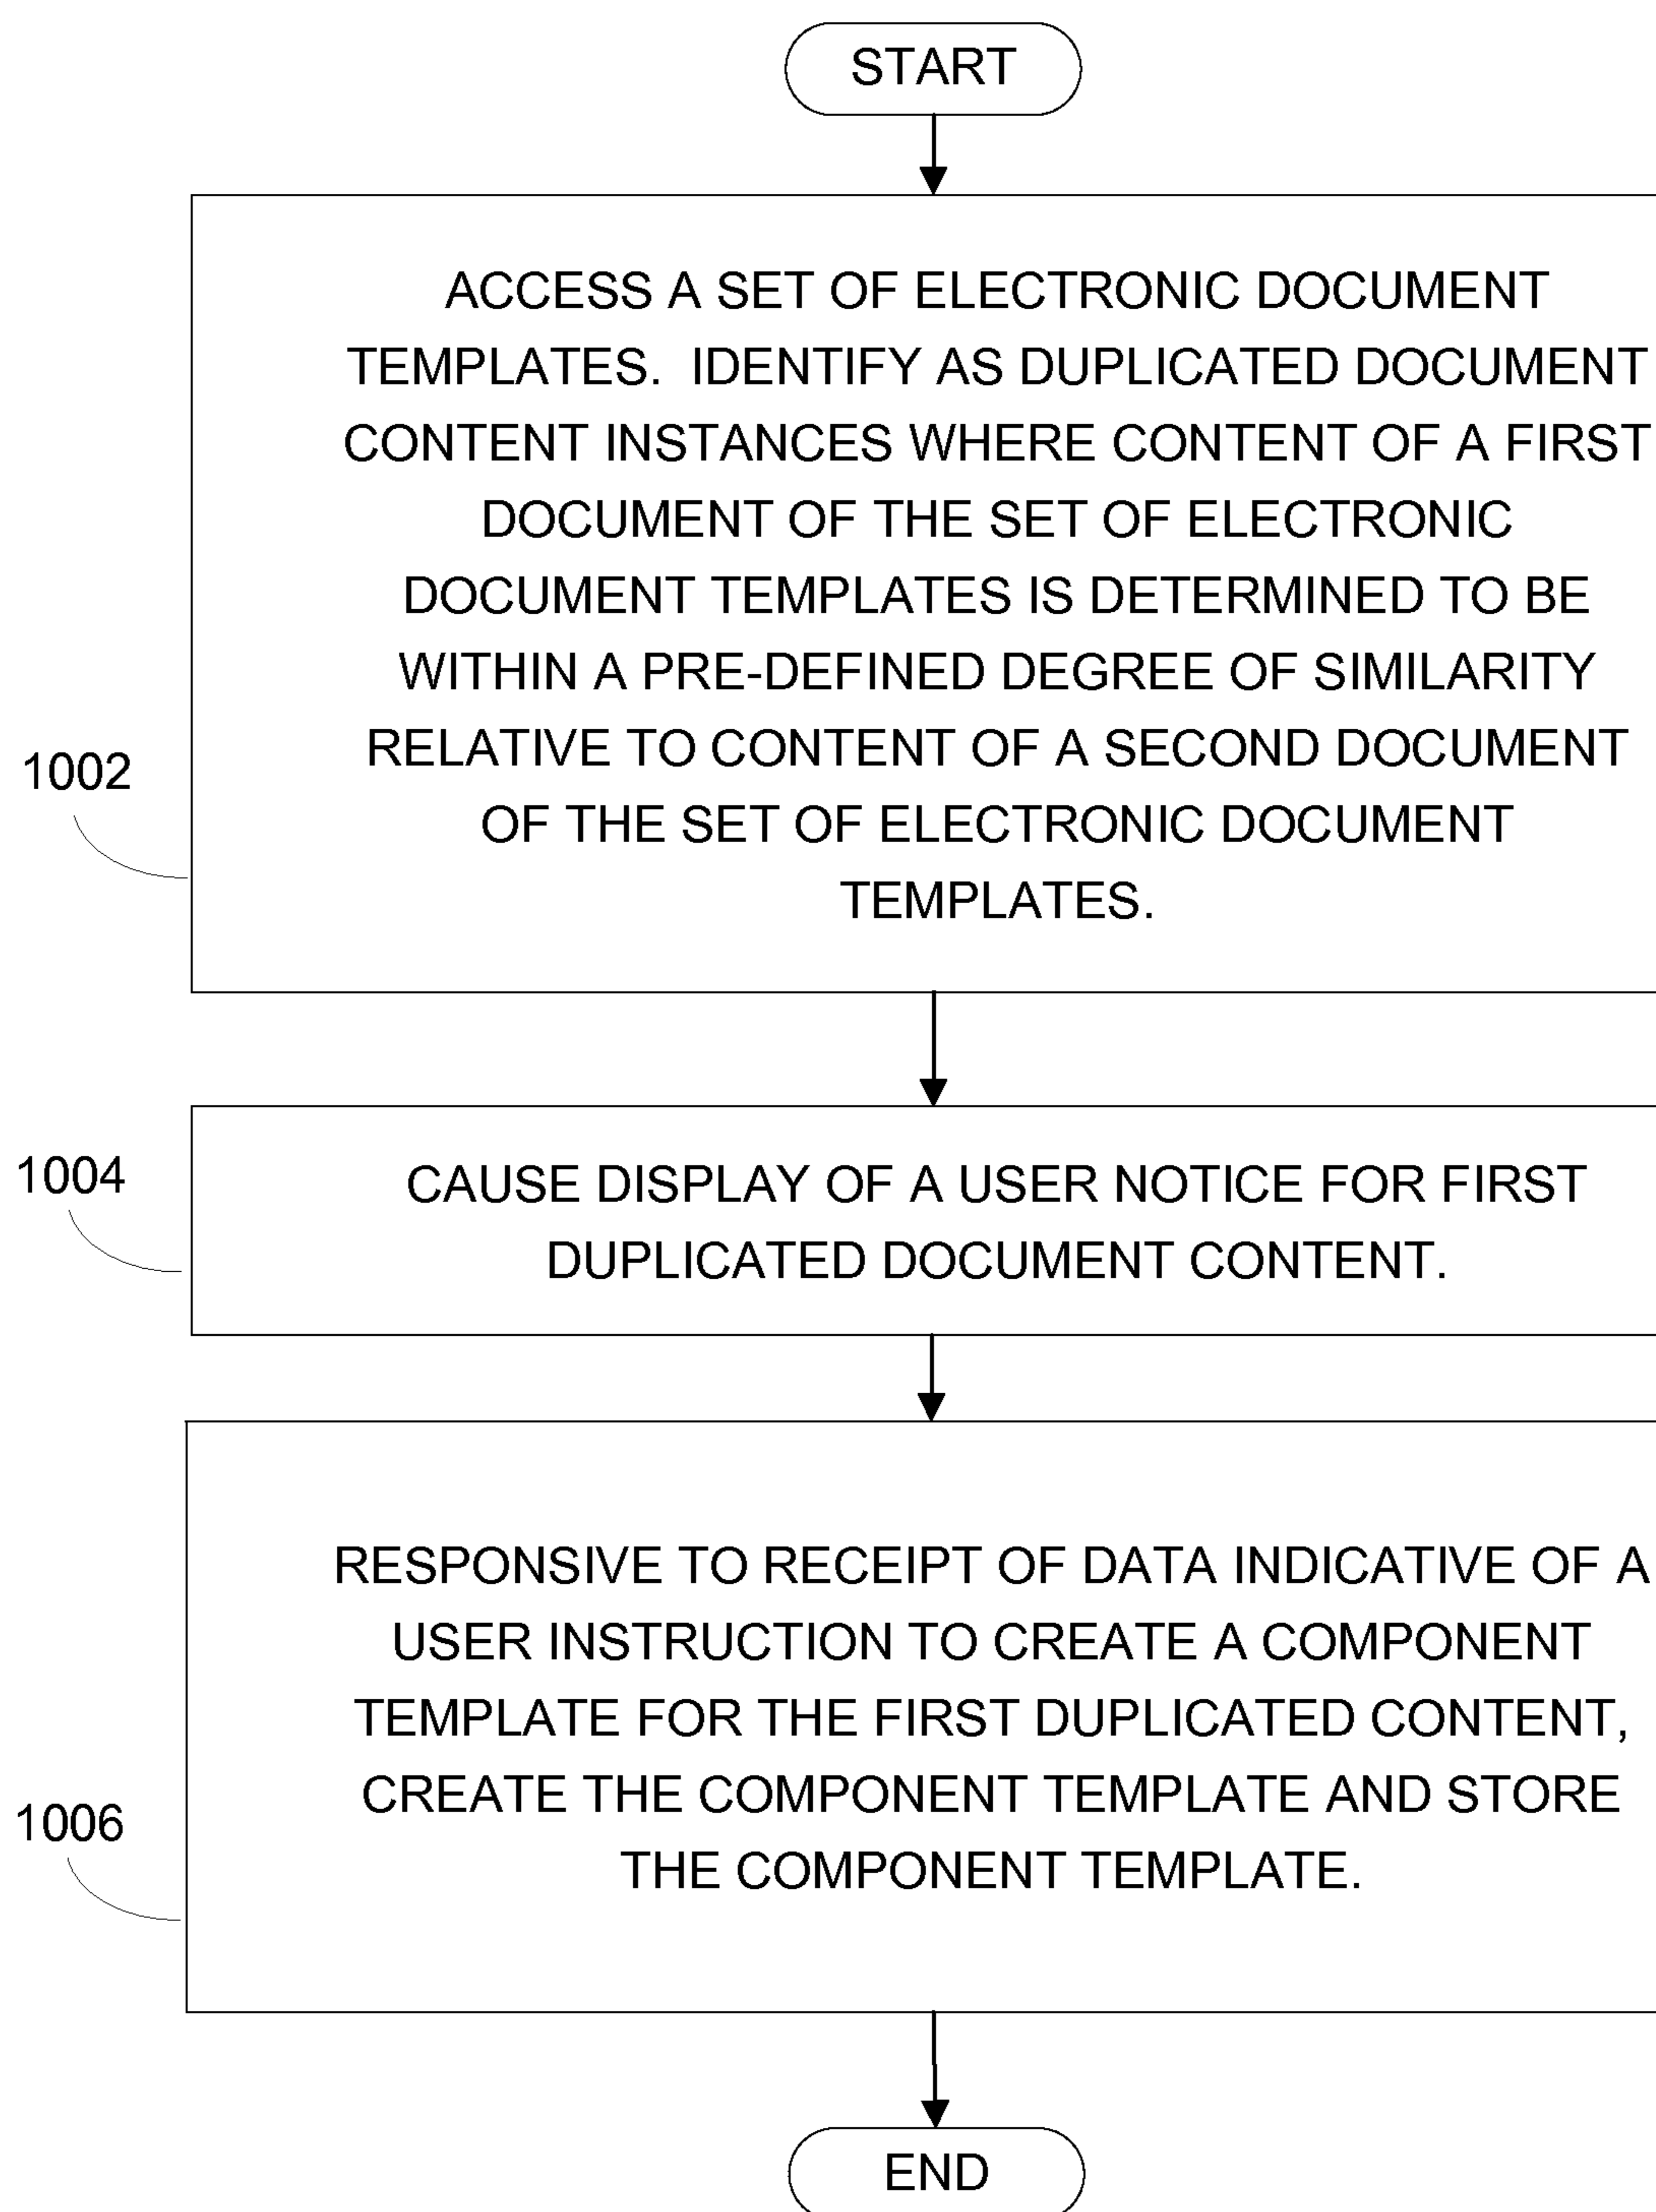 START
ACCESS A SET OF ELECTRONIC DOCUMENT
TEMPLATES. IDENTIFY AS DUPLICATED DOCUMENT
CONTENT INSTANCES WHERE CONTENT OF A FIRST
DOCUMENT OF THE SET OF ELECTRONIC
DOCUMENT TEMPLATES IS DETERMINED TO BE
WITHIN A PRE-DEFINED DEGREE OF SIMILARITY
RELATIVE TO CONTENT OF A SECOND DOCUMENT
OF THE SET OF ELECTRONIC DOCUMENT
TEMPLATES.
1002
CAUSE DISPLAY OF A USER NOTICE FOR FIRST
DUPLICATED DOCUMENT CONTENT.
1004
RESPONSIVE TO RECEIPT OF DATA INDICATIVE OF A
USER INSTRUCTION TO CREATE A COMPONENT
TEMPLATE FOR THE FIRST DUPLICATED CONTENT,
CREATE THE COMPONENT TEMPLATE AND STORE
THE COMPONENT TEMPLATE.
1006
END